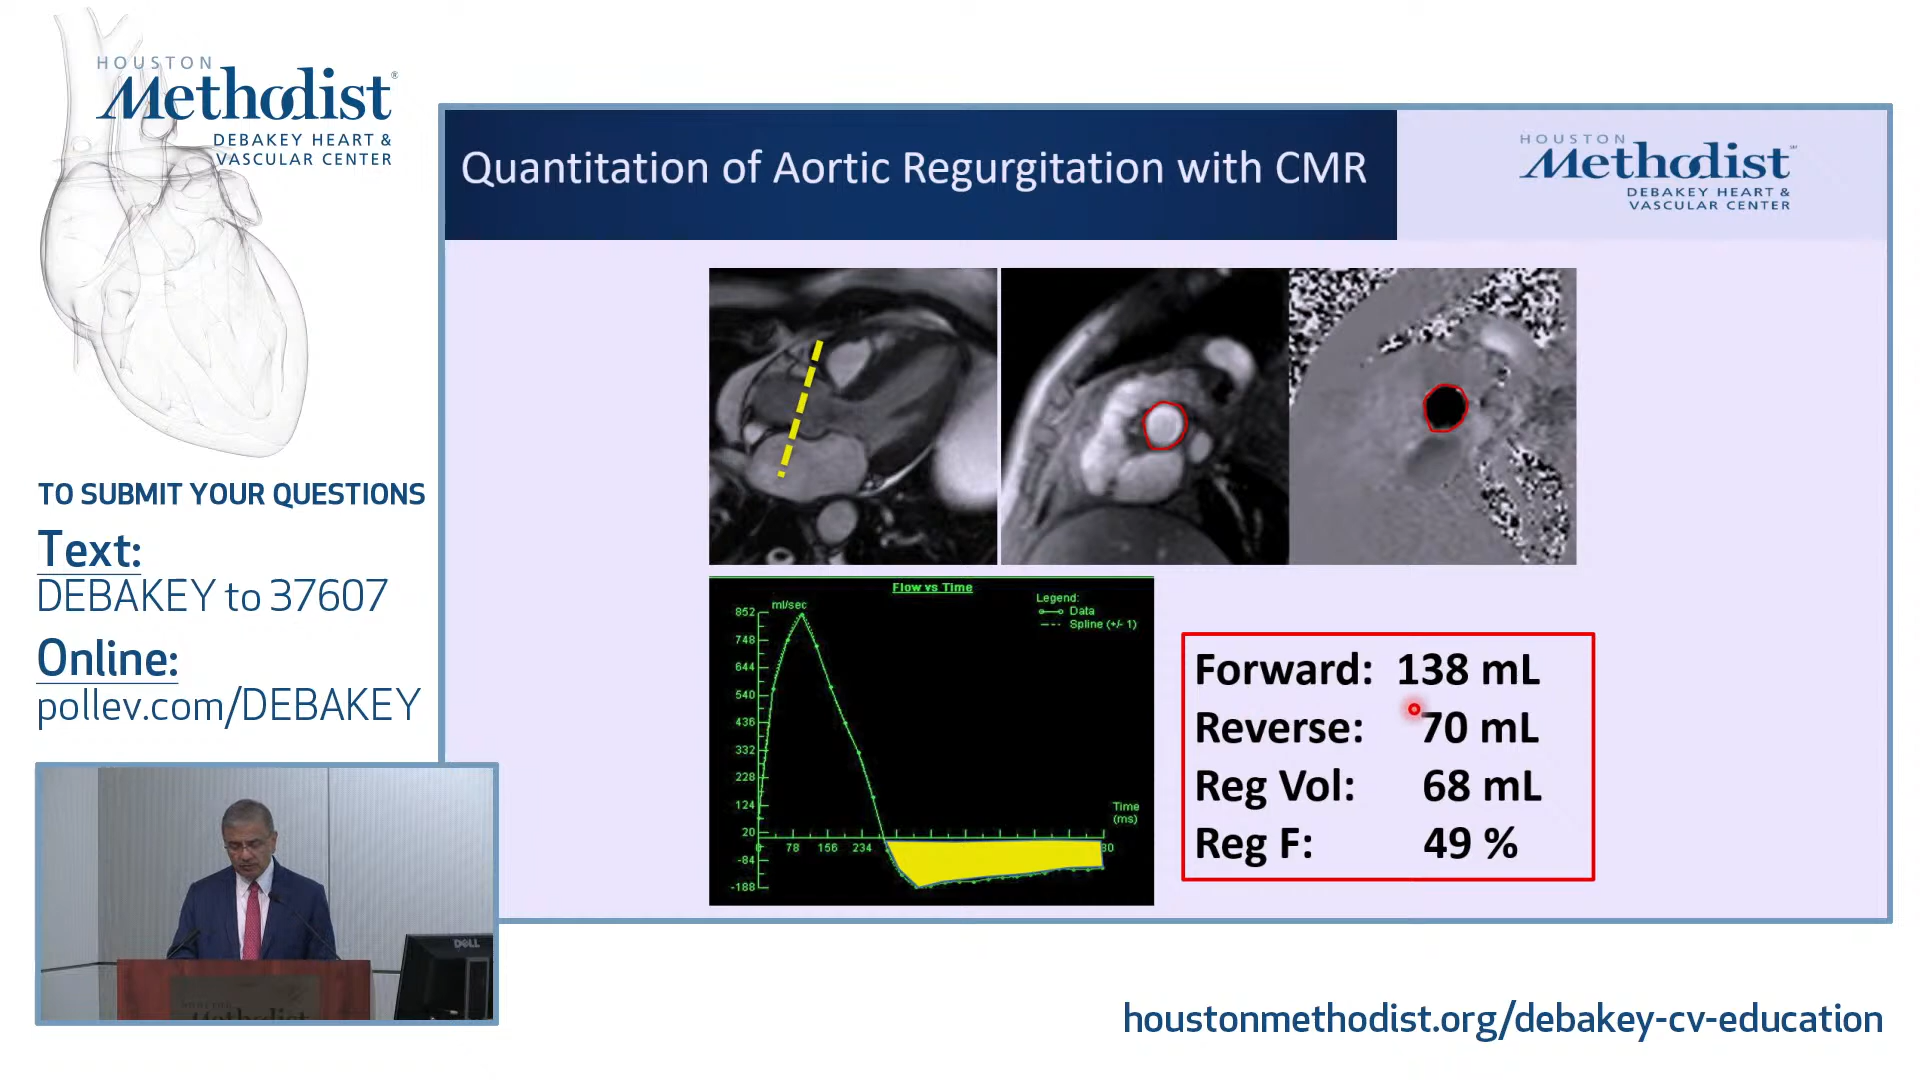 HOUSTON
Methodist®
DEBAKEY HEART &
VASCULAR CENTER
TO SUBMIT YOUR QUESTIONS
Text:
DEBAKEY to 37607
Online:
pollev.com/DEBAKEY
Quantitation of Aortic Regurgitation with CMR
HOUSTON
Methodist
DEBAKEY HEART &
VASCULAR CENTER
Flow vs Time
ml/sec
Legend:
Data
Spline (+/- 1)
852
748
644
540
436
332
228
124
20
-84
-188
78 156 234
Time
(ms)
Forward: 138 mL
Reverse: 70 mL
Reg Vol: 68 mL
Reg F: 49 %
DELL
Methodist
houstonmethodist.org/debakey-cv-education